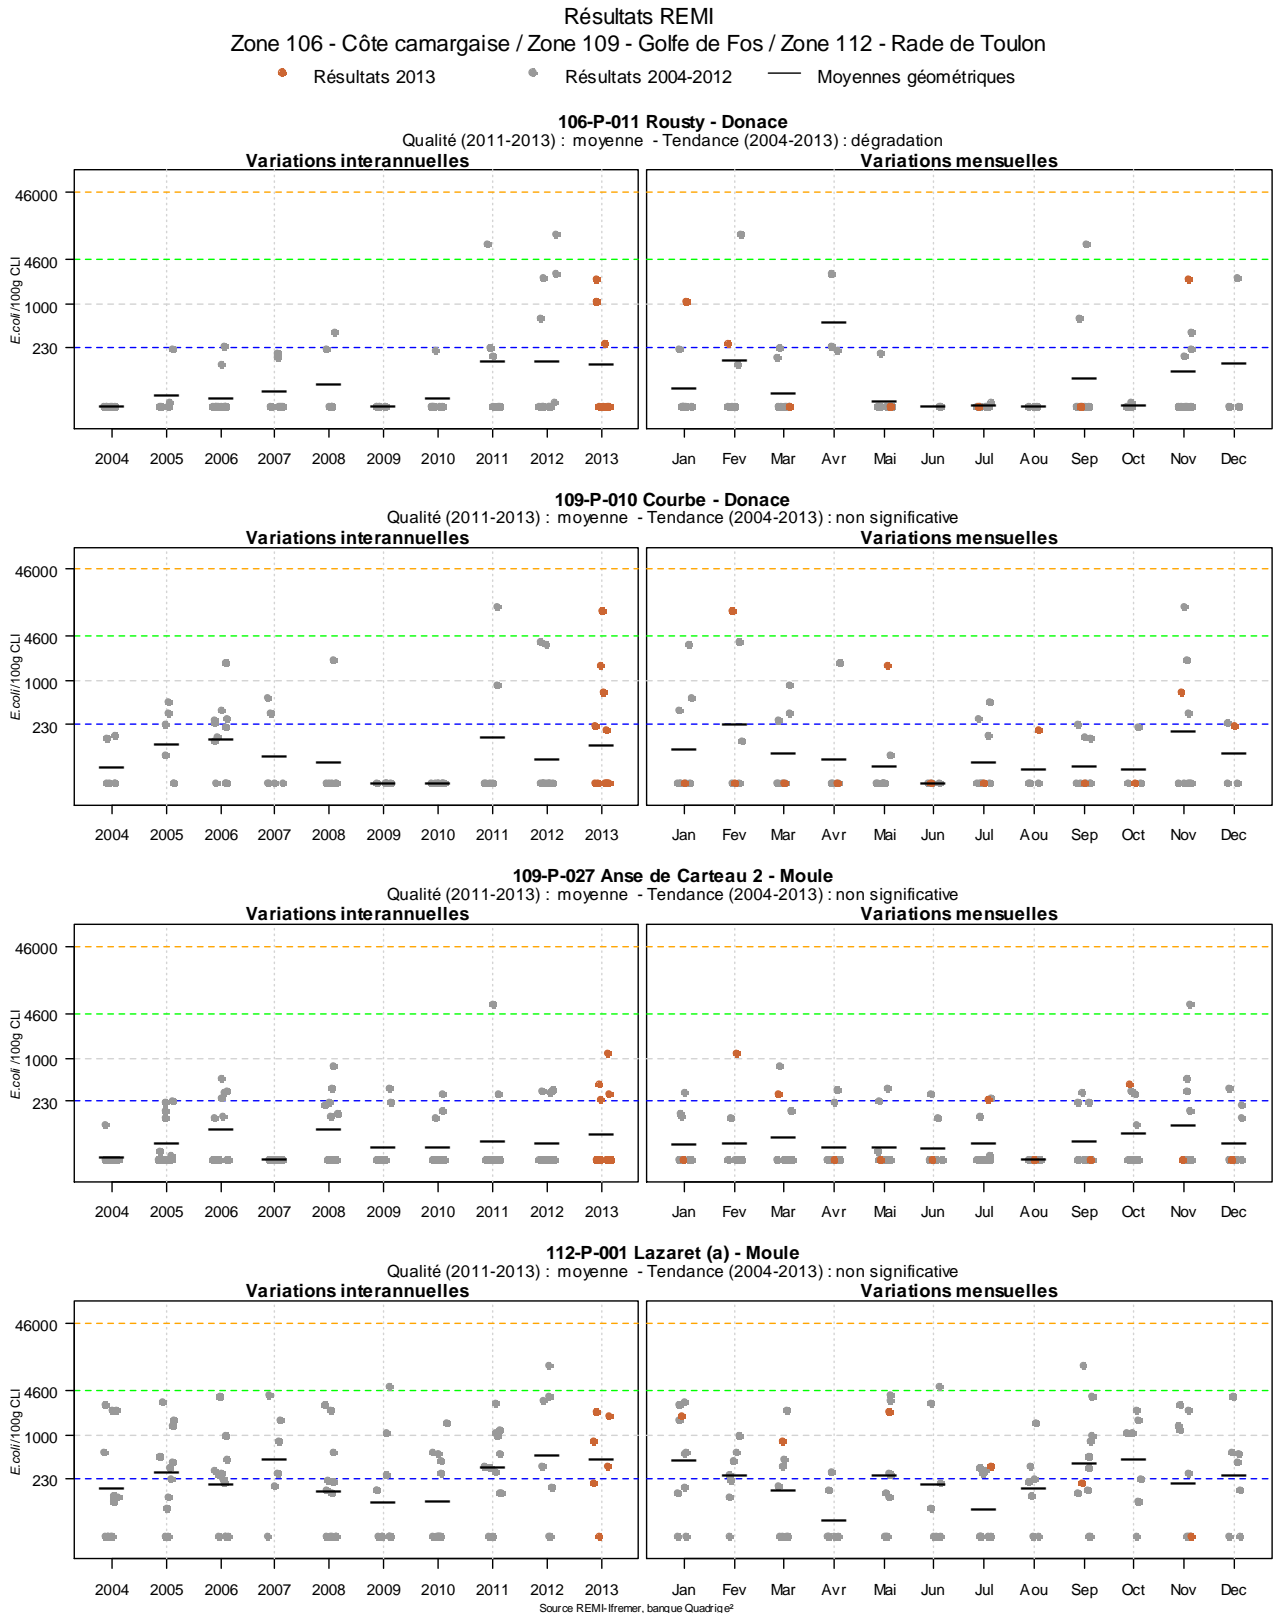 Résultats REMI
Zone 106 - Côte camargaise / Zone 109 - Golfe de Fos / Zone 112 - Rade de Toulon
Résultats 2013 Résultats 2004-2012 Moyennes géométriques
106-P-011 Rousty - Donace
Qualité (2011-2013) : moyenne - Tendance (2004-2013) : dégradation
Variations interannuelles Variations mensuelles
46000
4600
1000
230
E.coli/100g CLI
2004 2005 2006 2007 2008 2009 2010 2011 2012 2013 Jan Fev Mar Avr Mai Jun Jul Aou Sep Oct Nov Dec
109-P-010 Courbe - Donace
Qualité (2011-2013) : moyenne - Tendance (2004-2013) : non significative
Variations interannuelles Variations mensuelles
46000
4600
1000
230
E.coli/100g CLI
2004 2005 2006 2007 2008 2009 2010 2011 2012 2013 Jan Fev Mar Avr Mai Jun Jul Aou Sep Oct Nov Dec
109-P-027 Anse de Carteau 2 - Moule
Qualité (2011-2013) : moyenne - Tendance (2004-2013) : non significative
Variations interannuelles Variations mensuelles
46000
4600
1000
230
E.coli/100g CLI
2004 2005 2006 2007 2008 2009 2010 2011 2012 2013 Jan Fev Mar Avr Mai Jun Jul Aou Sep Oct Nov Dec
112-P-001 Lazaret (a) - Moule
Qualité (2011-2013) : moyenne - Tendance (2004-2013) : non significative
Variations interannuelles Variations mensuelles
46000
4600
1000
230
E.coli/100g CLI
2004 2005 2006 2007 2008 2009 2010 2011 2012 2013 Jan Fev Mar Avr Mai Jun Jul Aou Sep Oct Nov Dec
Source REMI-Ifremer, banque Quadrige²